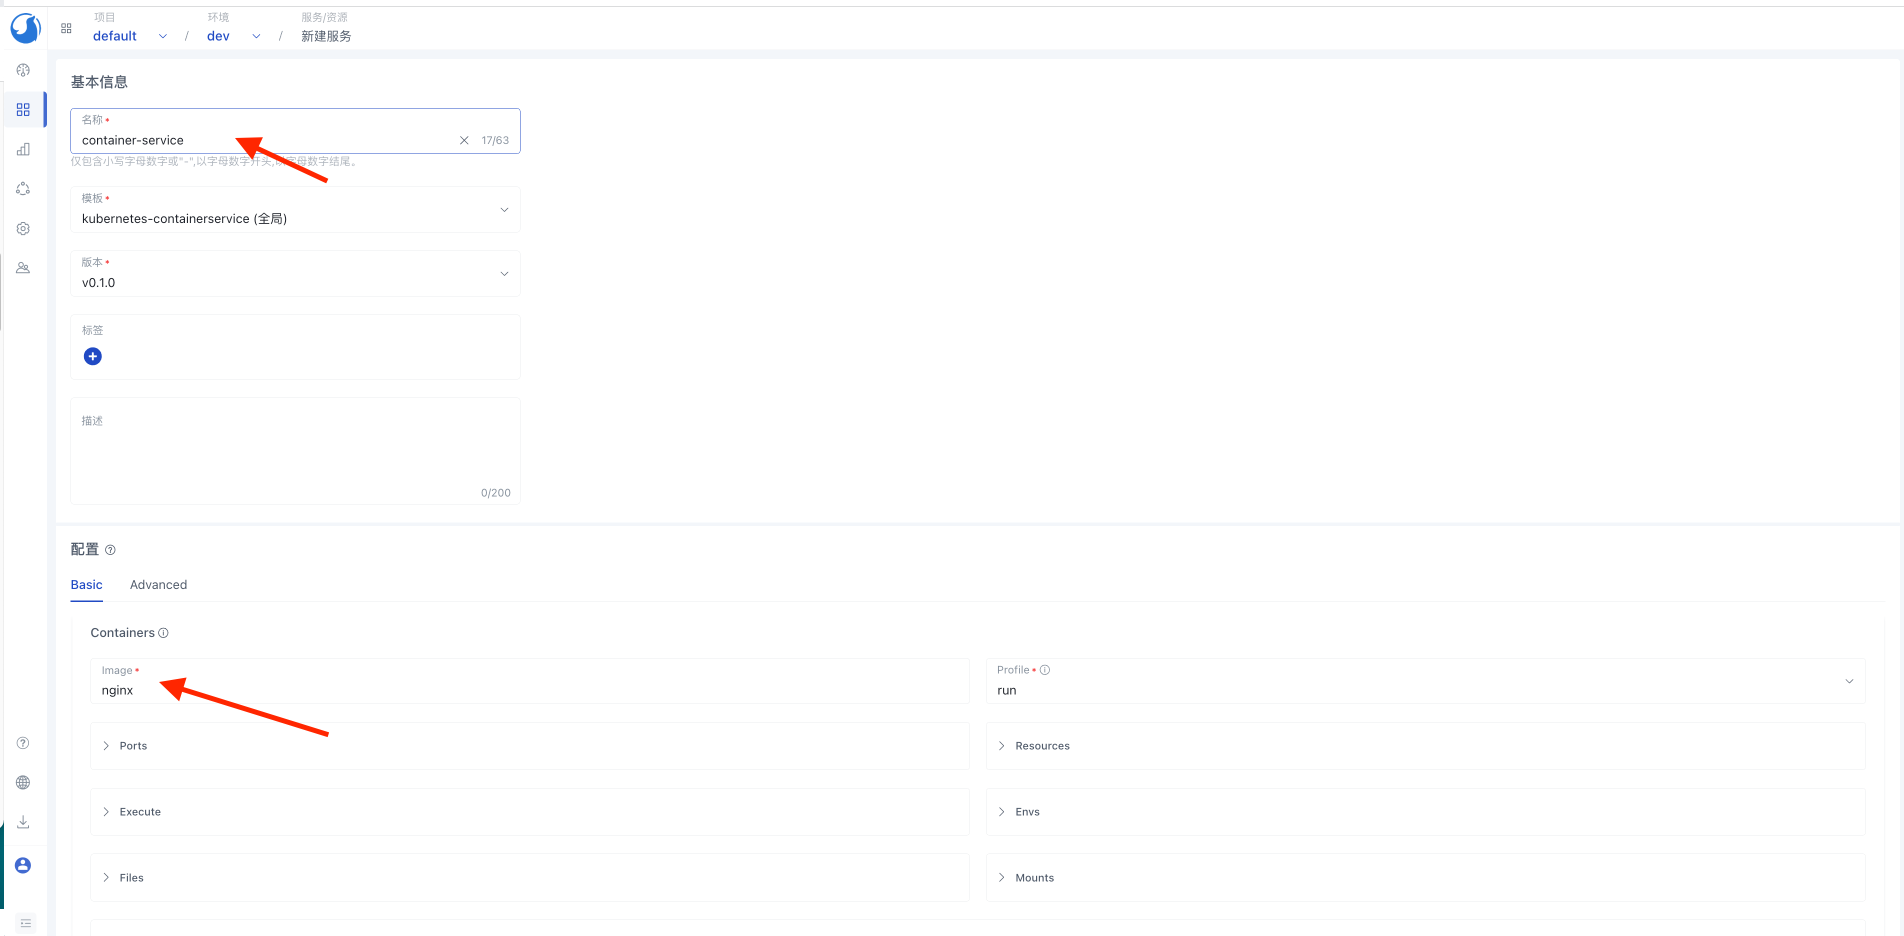 项目
default
/
环境
dev
/
服务/资源
新建服务
基本信息
名称 *
container-service
17/63
仅包含小写字母数字或"-",以字母数字开头,以字母数字结尾。
模板 *
kubernetes-containerservice (全局)
版本 *
v0.1.0
标签
描述
0/200
配置
Basic Advanced
Containers
Image *
nginx
Profile *
run
Ports
Resources
Execute
Envs
Files
Mounts